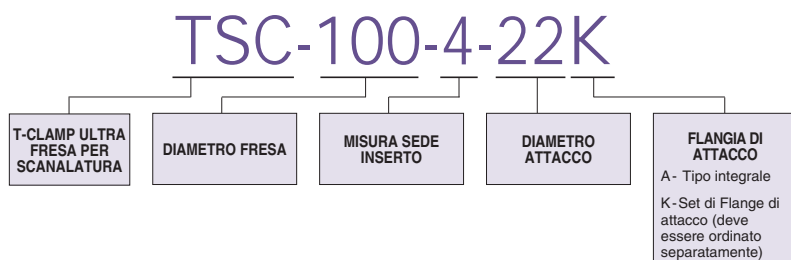 TSC-100-4-22K
T-CLAMP ULTRA
FRESA PER
SCANALATURA
DIAMETRO FRESA
MISURA SEDE
INSERTO
DIAMETRO
ATTACCO
FLANGIA DI
ATTACCO
A- Tipo integrale
K-Set di Flange di
attacco (deve
essere ordinato
separatamente)